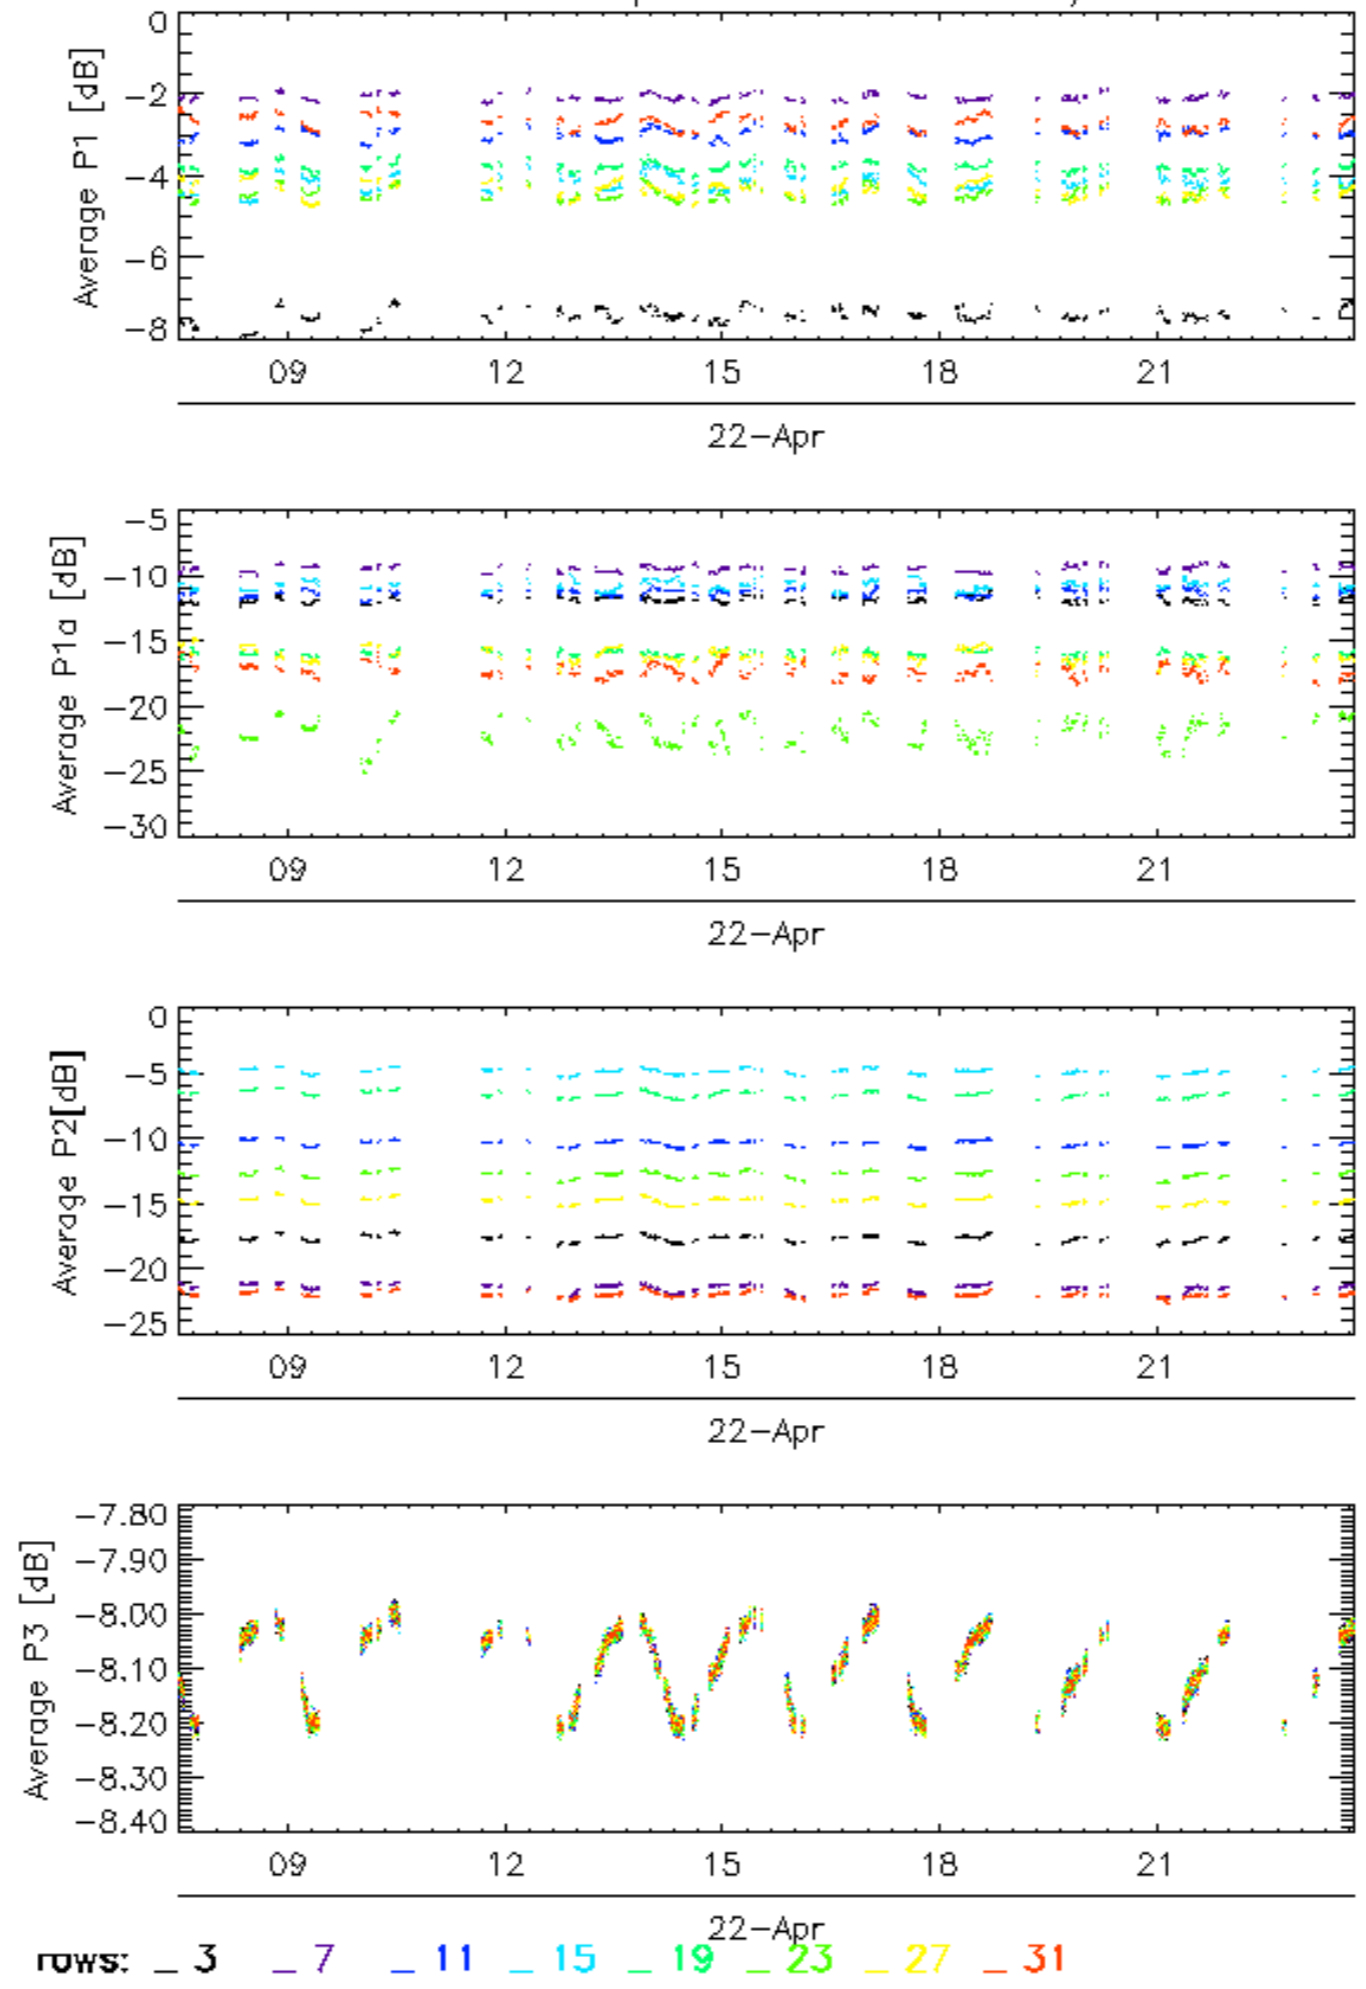 0
−2
−4
−6
−8
Average P1 [dB]
09 12 15 18 21
22−Apr
−5
−10
−15
−20
−25
−30
Average P1a [dB]
09 12 15 18 21
22−Apr
0
−5
−10
−15
−20
−25
Average P2[dB]
09 12 15 18 21
22−Apr
−7.80
−7.90
−8.00
−8.10
−8.20
−8.30
−8.40
Average P3 [dB]
09 12 15 18 21
22−Apr
rows: _ 3 _ 7 _ 11 _ 15 _ 19 _ 23 _ 27 _ 31